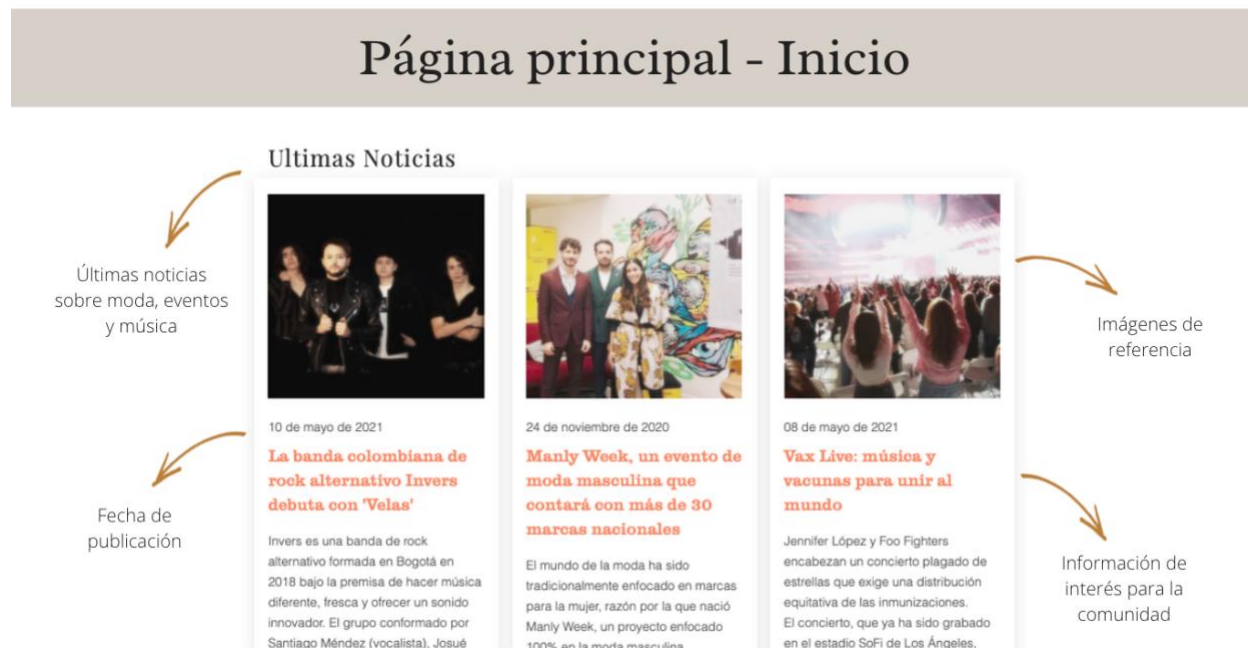 Página principal - Inicio
Ultimas Noticias
Últimas noticias
sobre moda, eventos
y música
Imágenes de
referencia
Fecha de
publicación
Información de
interés para la
comunidad
10 de mayo de 2021
La banda colombiana de
rock alternativo Invers
debuta con 'Velas'
Invers es una banda de rock
alternativo formada en Bogotá en
2018 bajo la premisa de hacer música
diferente, fresca y ofrecer un sonido
innovador. El grupo conformado por
Santiago Méndez (vocalista), Josué
24 de noviembre de 2020
Manly Week, un evento de
moda masculina que
contará con más de 30
marcas nacionales
El mundo de la moda ha sido
tradicionalmente enfocado en marcas
para la mujer, razón por la que nació
Manly Week, un proyecto enfocado
100% en la moda masculina
08 de mayo de 2021
Vax Live: música y
vacunas para unir al
mundo
Jennifer López y Foo Fighters
encabezan un concierto plagado de
estrellas que exige una distribución
equitativa de las inmunizaciones.
El concierto, que ya ha sido grabado
en el estadio SoFi de Los Ángeles,